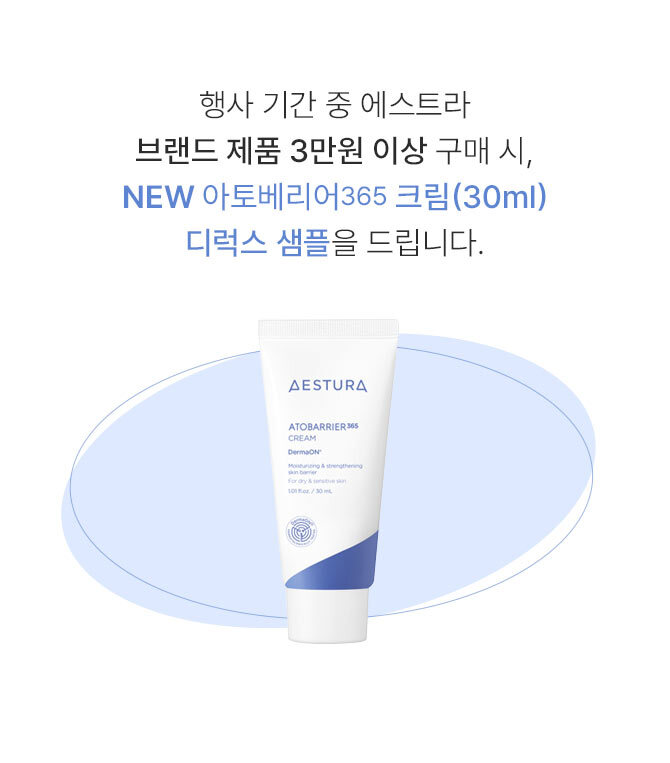 행사 기간 중 에스트라
브랜드 제품 3만원 이상 구매 시,
NEW 아토베리어365 크림(30ml)
디럭스 샘플을 드립니다.
AESTURA
ATOBARRIER365
CREAM
DermaON®
Moisturizing & strengthening
skin barrier
For dry & sensitive skin
1.01 fl.oz. / 30 mL